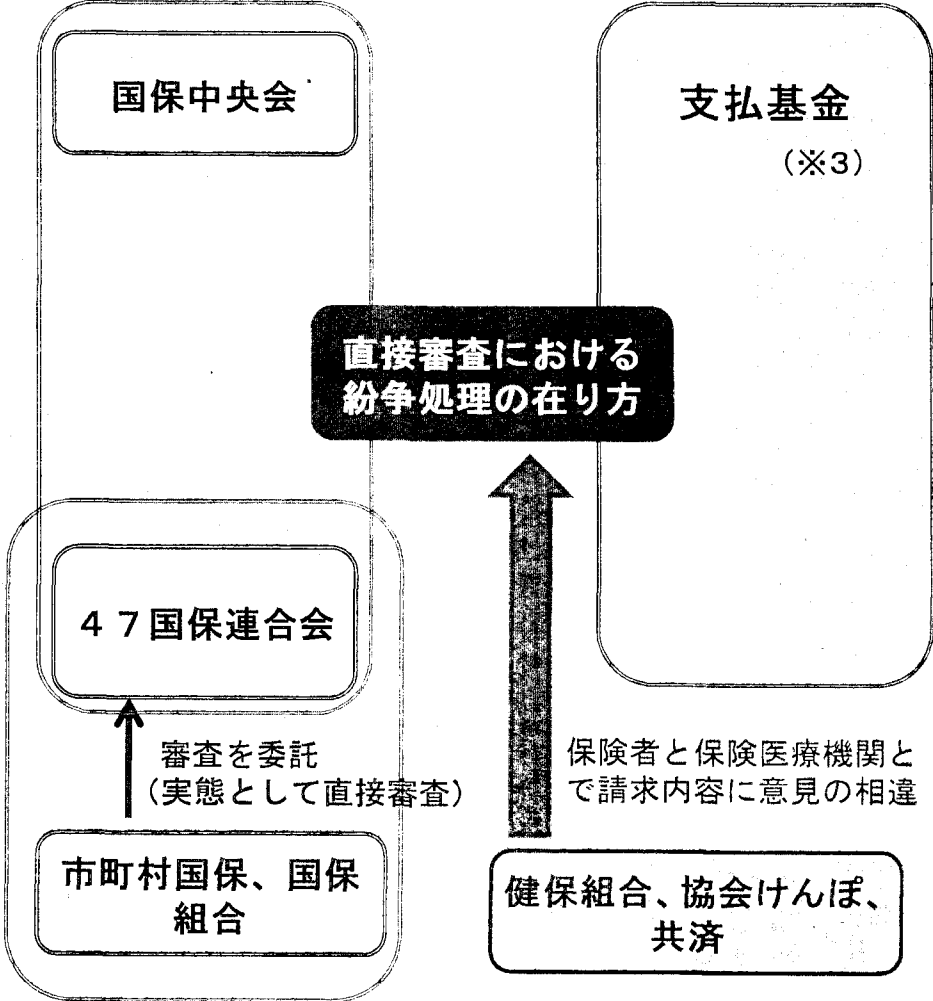 国保中央会
支払基金
（※3）
直接審査における
紛争処理の在り方
４７国保連合会
審査を委託
（実態として直接審査）
保険者と保険医療機関と
で請求内容に意見の相違
市町村国保、国保
組合
健保組合、協会けんぽ、
共済